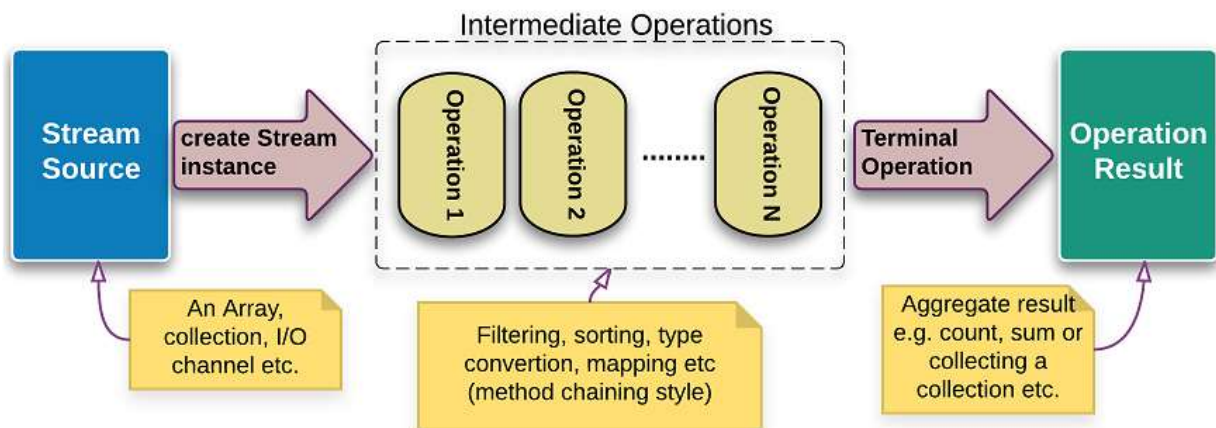 Intermediate Operations
Stream
Source
create Stream
instance
Operation 1
Operation 2
Operation N
Terminal
Operation
Operation
Result
An Array,
collection, I/O
channel etc.
Filtering, sorting, type
convertion, mapping etc
(method chaining style)
Aggregate result
e.g. count, sum or
collecting a
collection etc.